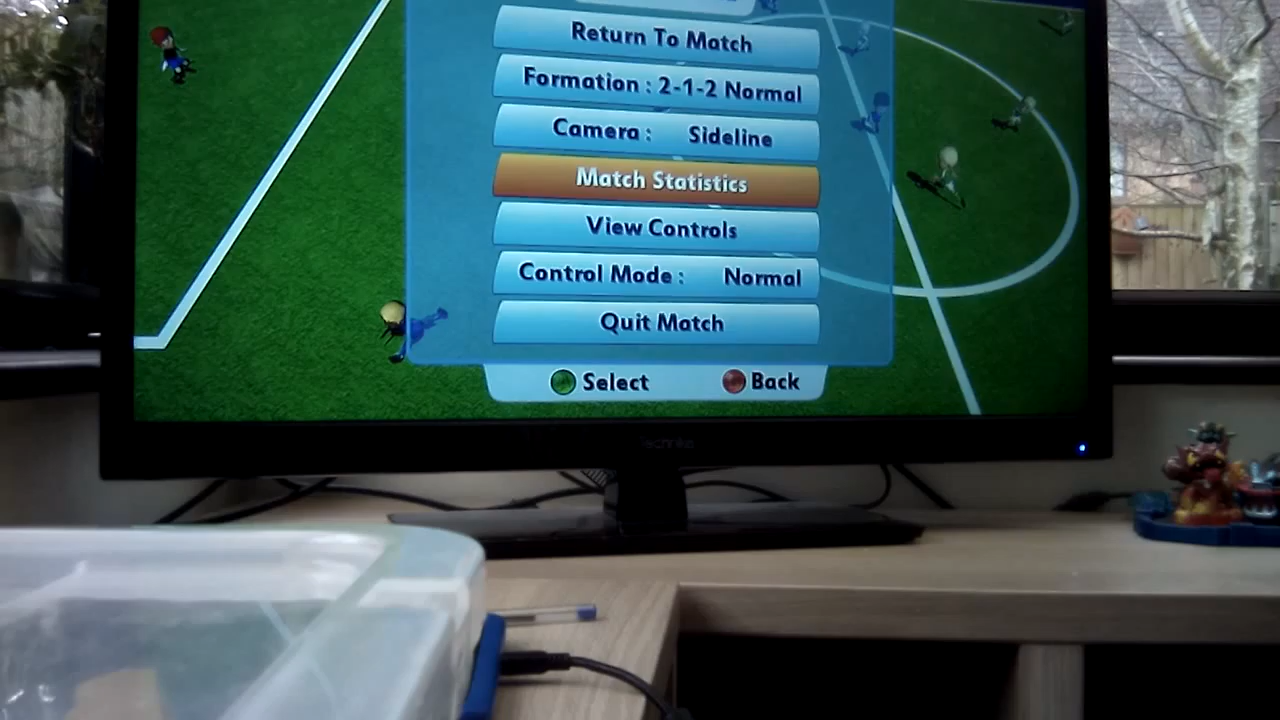 Return To Match
Formation : 2-1-2 Normal
Camera : Sideline
Match Statistics
View Controls
Control Mode : Normal
Quit Match
Select Back
Technika